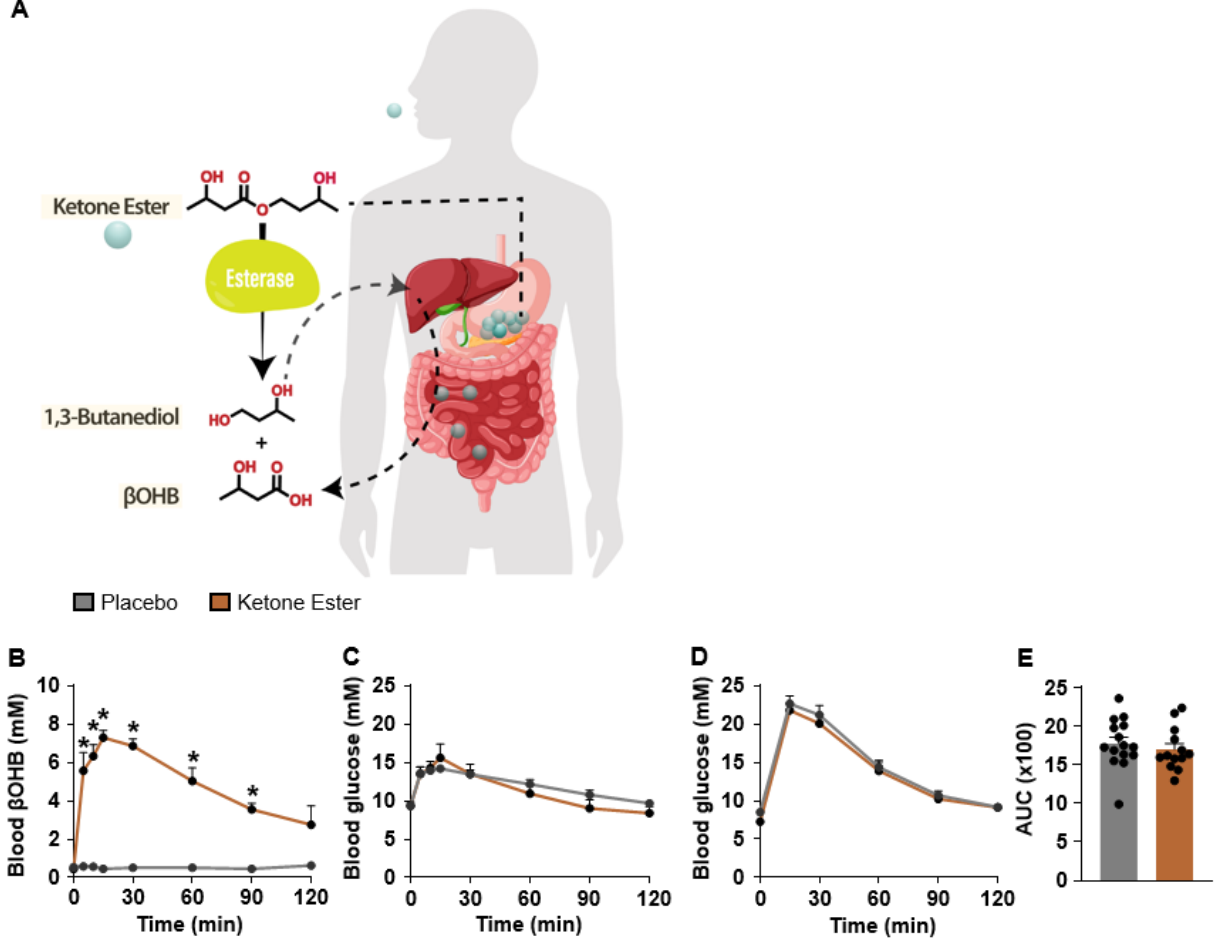 A
OH O OH
Ketone Ester
O
Esterase
OH
1,3-Butanediol
HO
+
OH O
βOHB
OH
Placebo Ketone Ester
B C D E
Blood βOHB (mM)
10
8
6
4
2
0
* * * * * *
0 30 60 90 120
Time (min)
Blood glucose (mM)
25
20
15
10
5
0
0 30 60 90 120
Time (min)
Blood glucose (mM)
25
20
15
10
5
0
0 30 60 90 120
Time (min)
AUC (x100)
25
20
15
10
5
0